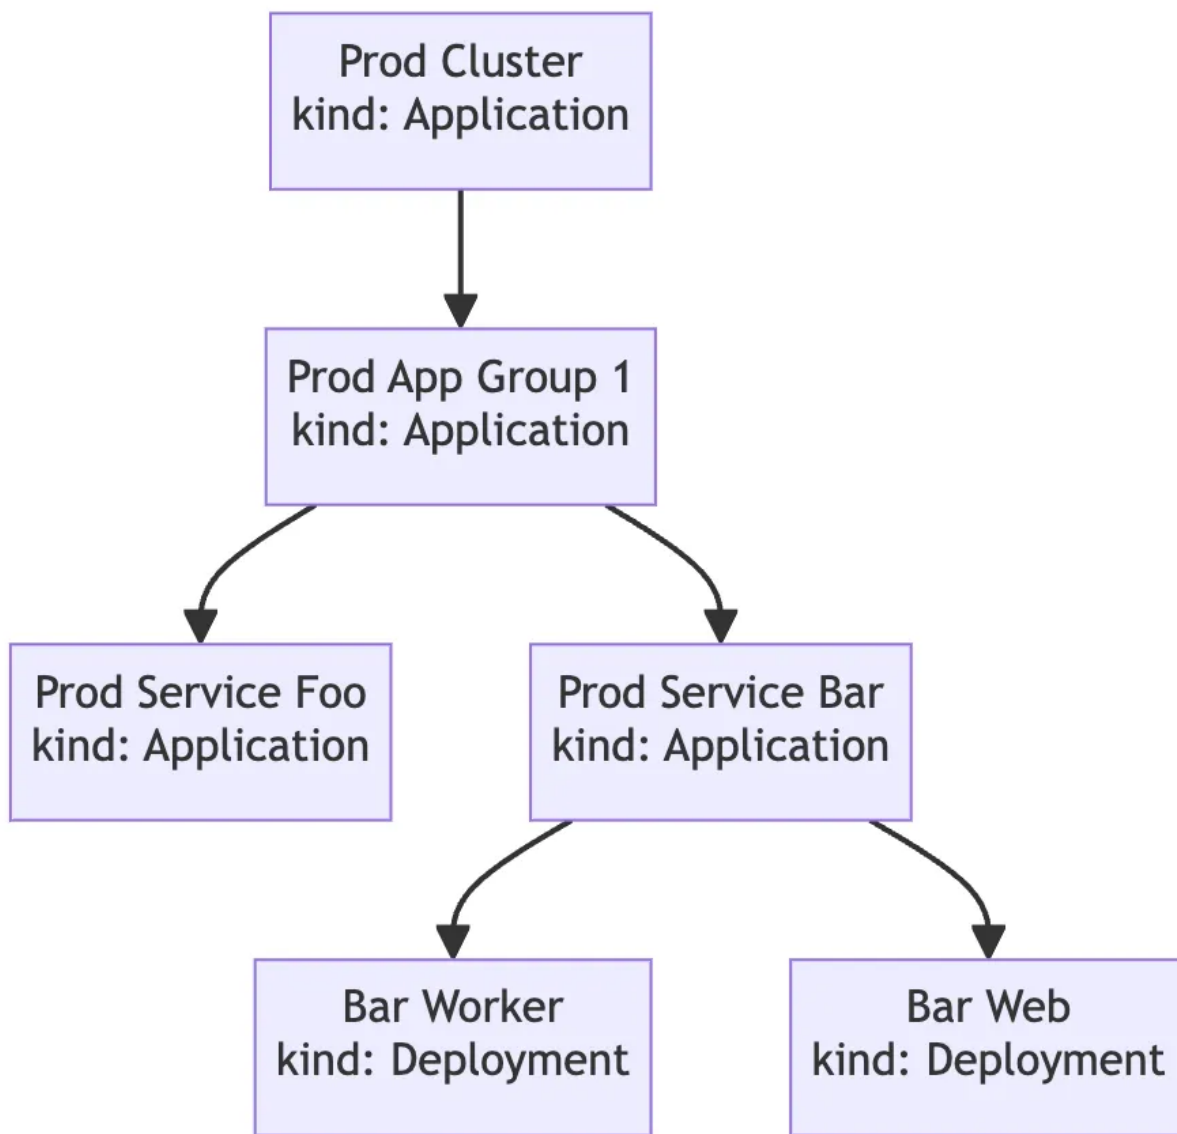 Prod Cluster
kind: Application
Prod App Group 1
kind: Application
Prod Service Foo
kind: Application
Prod Service Bar
kind: Application
Bar Worker
kind: Deployment
Bar Web
kind: Deployment